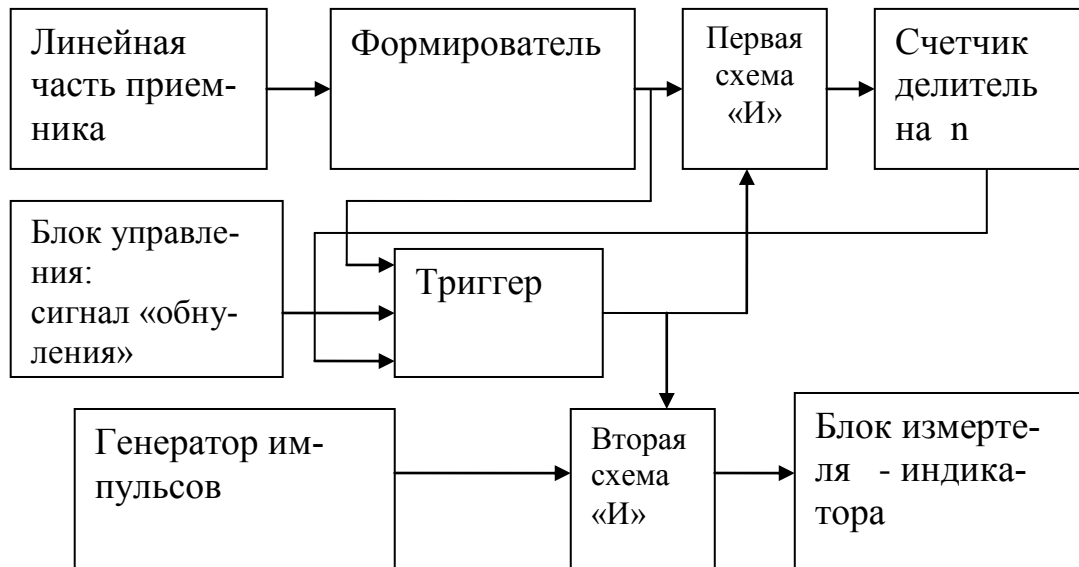 Линейная
часть прием-
ника
Формирователь
Первая
схема
«И»
Счетчик
делитель
на n
Блок управле-
ния:
сигнал «обну-
ления»
Триггер
Генератор им-
пульсов
Вторая
схема
«И»
Блок измерте-
ля - индика-
тора